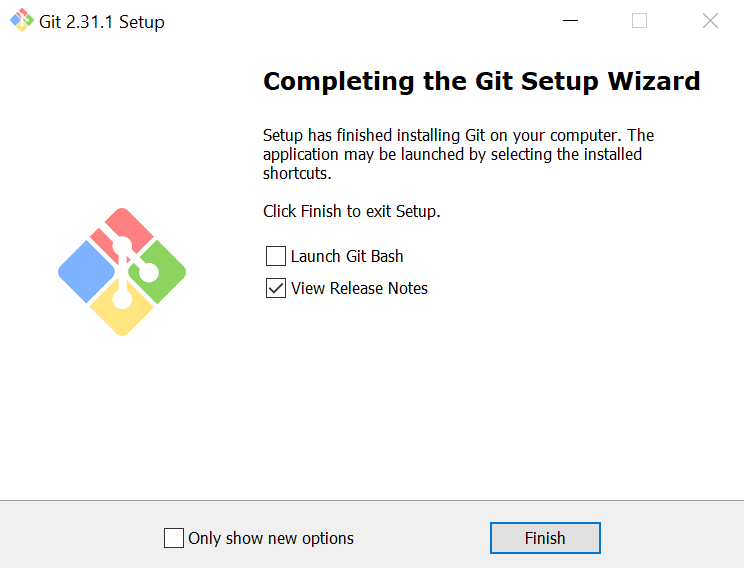 Git 2.31.1 Setup
Completing the Git Setup Wizard
Setup has finished installing Git on your computer. The
application may be launched by selecting the installed
shortcuts.
Click Finish to exit Setup.
Launch Git Bash
View Release Notes
Only show new options
Finish